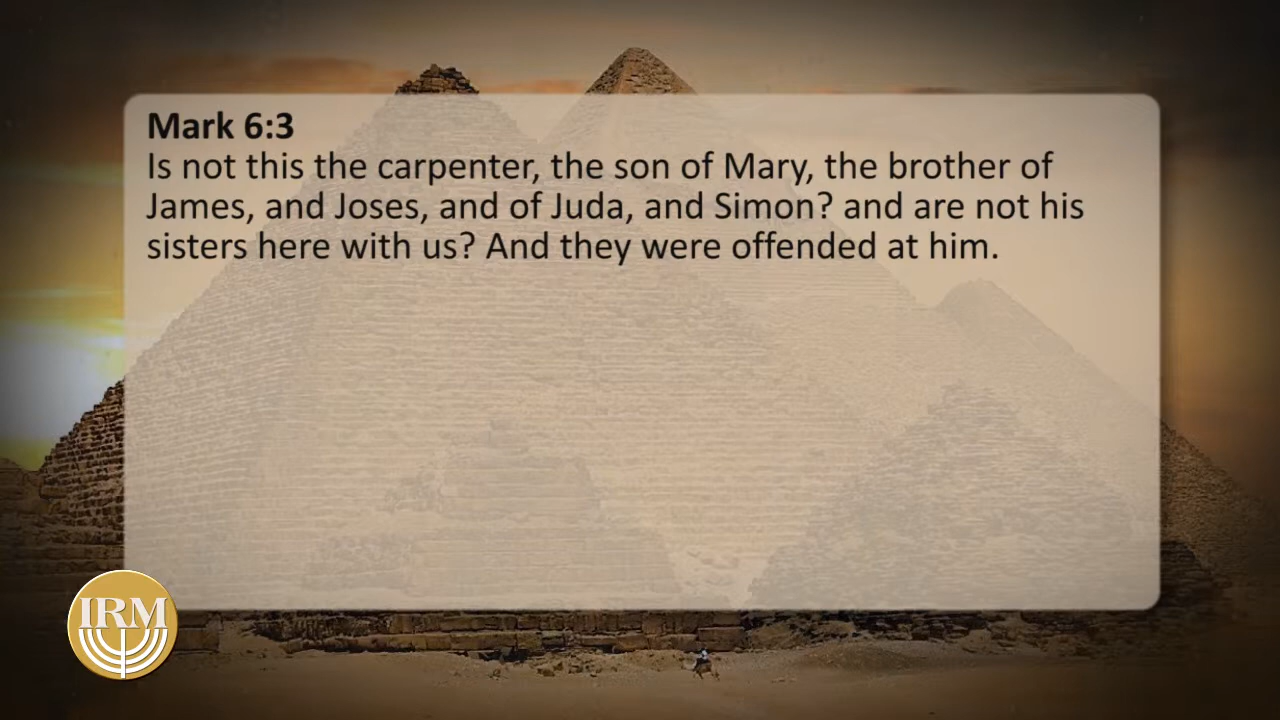 Mark 6:3
Is not this the carpenter, the son of Mary, the brother of
James, and Joses, and of Juda, and Simon? and are not his
sisters here with us? And they were offended at him.
IRM